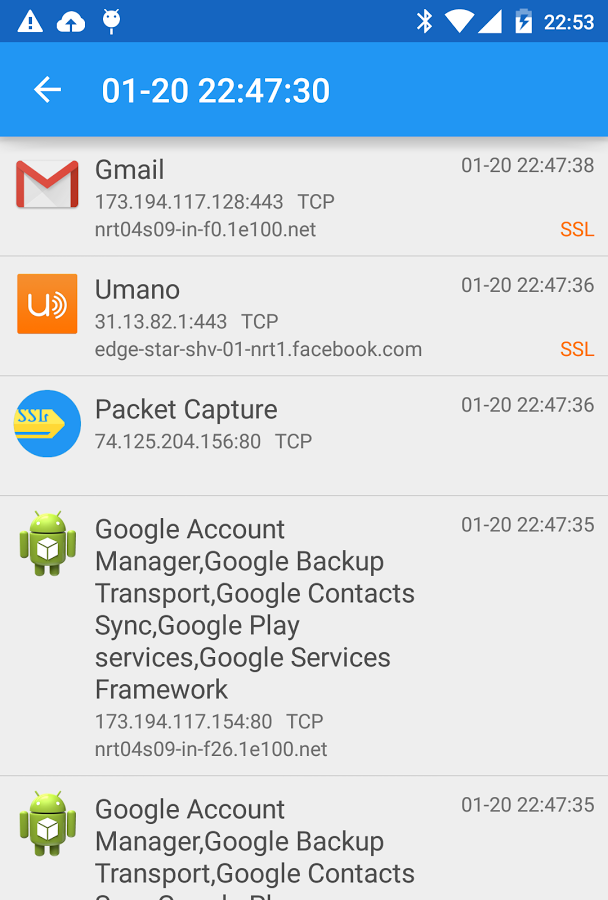 22:53
01-20 22:47:30
Gmail 01-20 22:47:38
173.194.117.128:443 TCP
nrt04s09-in-f0.1e100.net SSL
Umano 01-20 22:47:36
U
31.13.82.1:443 TCP
edge-star-shv-01-nrt1.facebook.com SSL
Packet Capture 01-20 22:47:36
SSL
74.125.204.156:80 TCP
Google Account 01-20 22:47:35
Manager,Google Backup
Transport,Google Contacts
Sync,Google Play
services,Google Services
Framework
173.194.117.154:80 TCP
nrt04s09-in-f26.1e100.net
Google Account 01-20 22:47:35
Manager,Google Backup
Transport,Google Contacts